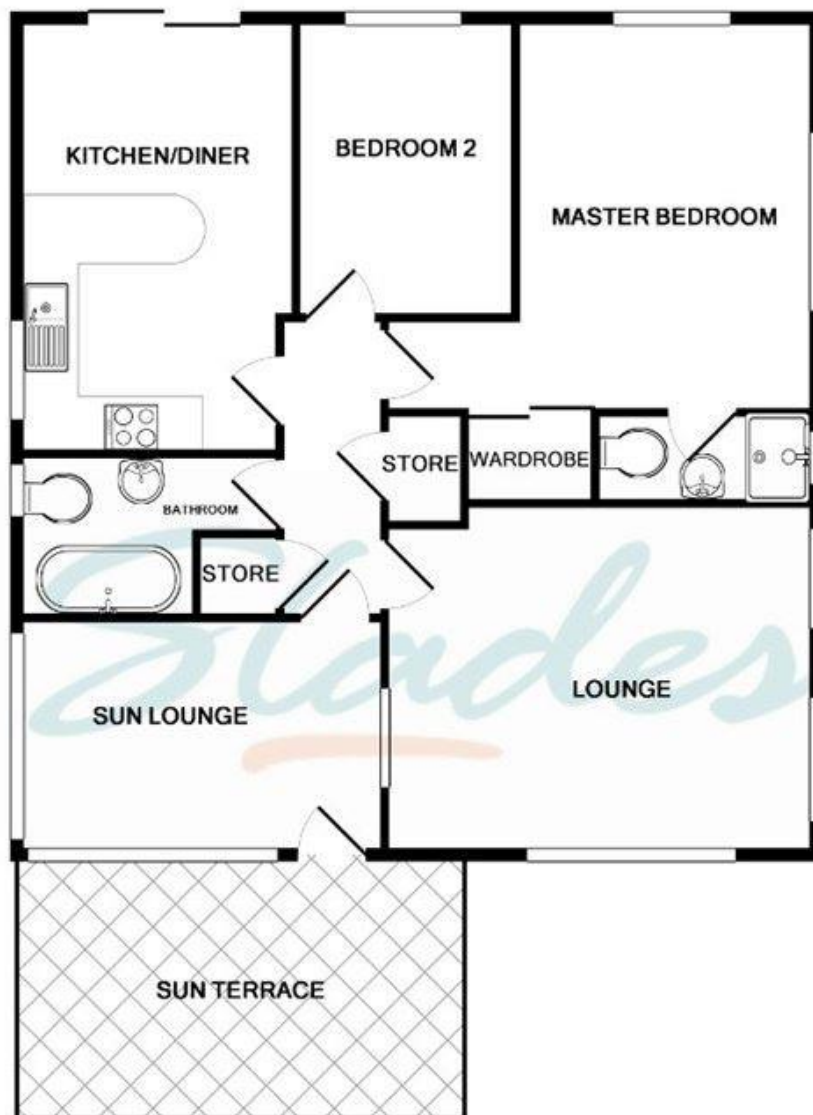 KITCHEN/DINER
BEDROOM 2
MASTER BEDROOM
STORE
WARDROBE
BATHROOM
STORE
Slades
SUN LOUNGE
LOUNGE
SUN TERRACE